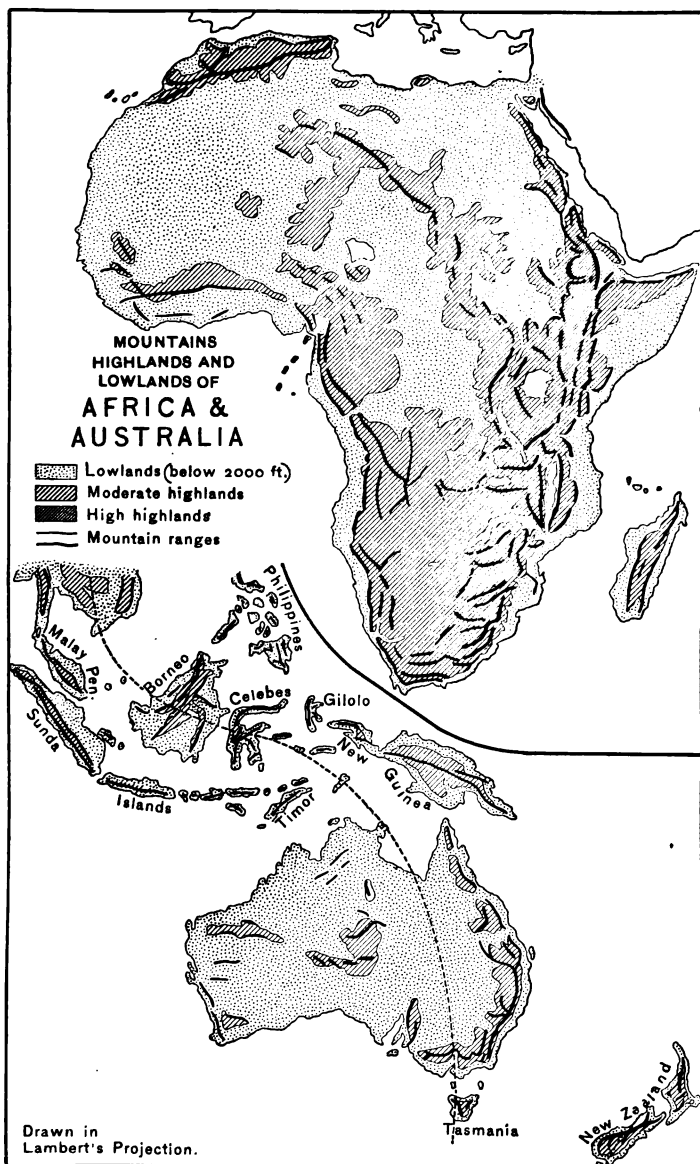 MOUNTAINS
HIGHLANDS AND
LOWLANDS OF
AFRICA &
AUSTRALIA
Lowlands (below 2000 ft.)
Moderate highlands
High highlands
Mountain ranges
Philippines
Malay Pen.
Borneo
Celebes
Gilolo
Sunda
Islands
Timor
New Guinea
Tasmania
New Zealand
Drawn in
Lambert's Projection.